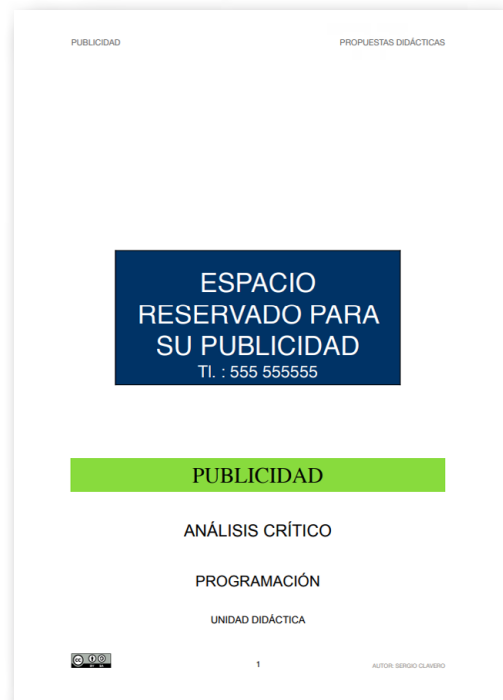 PUBLICIDAD PROPUESTAS DIDÁCTICAS
ESPACIO
RESERVADO PARA
SU PUBLICIDAD
Tl. : 555 555555
PUBLICIDAD
ANÁLISIS CRÍTICO
PROGRAMACIÓN
UNIDAD DIDÁCTICA
cc 1 AUTOR: SERGIO CLAVERO